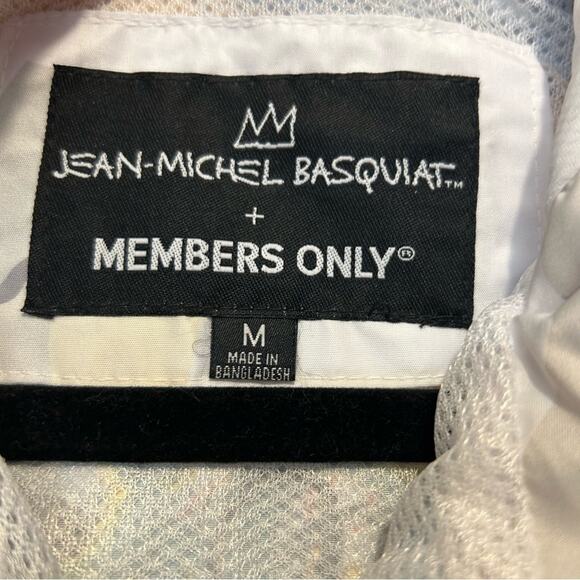 JEAN-MICHEL BASQUIAT™
+
MEMBERS ONLY®
M
MADE IN
BANGLADESH